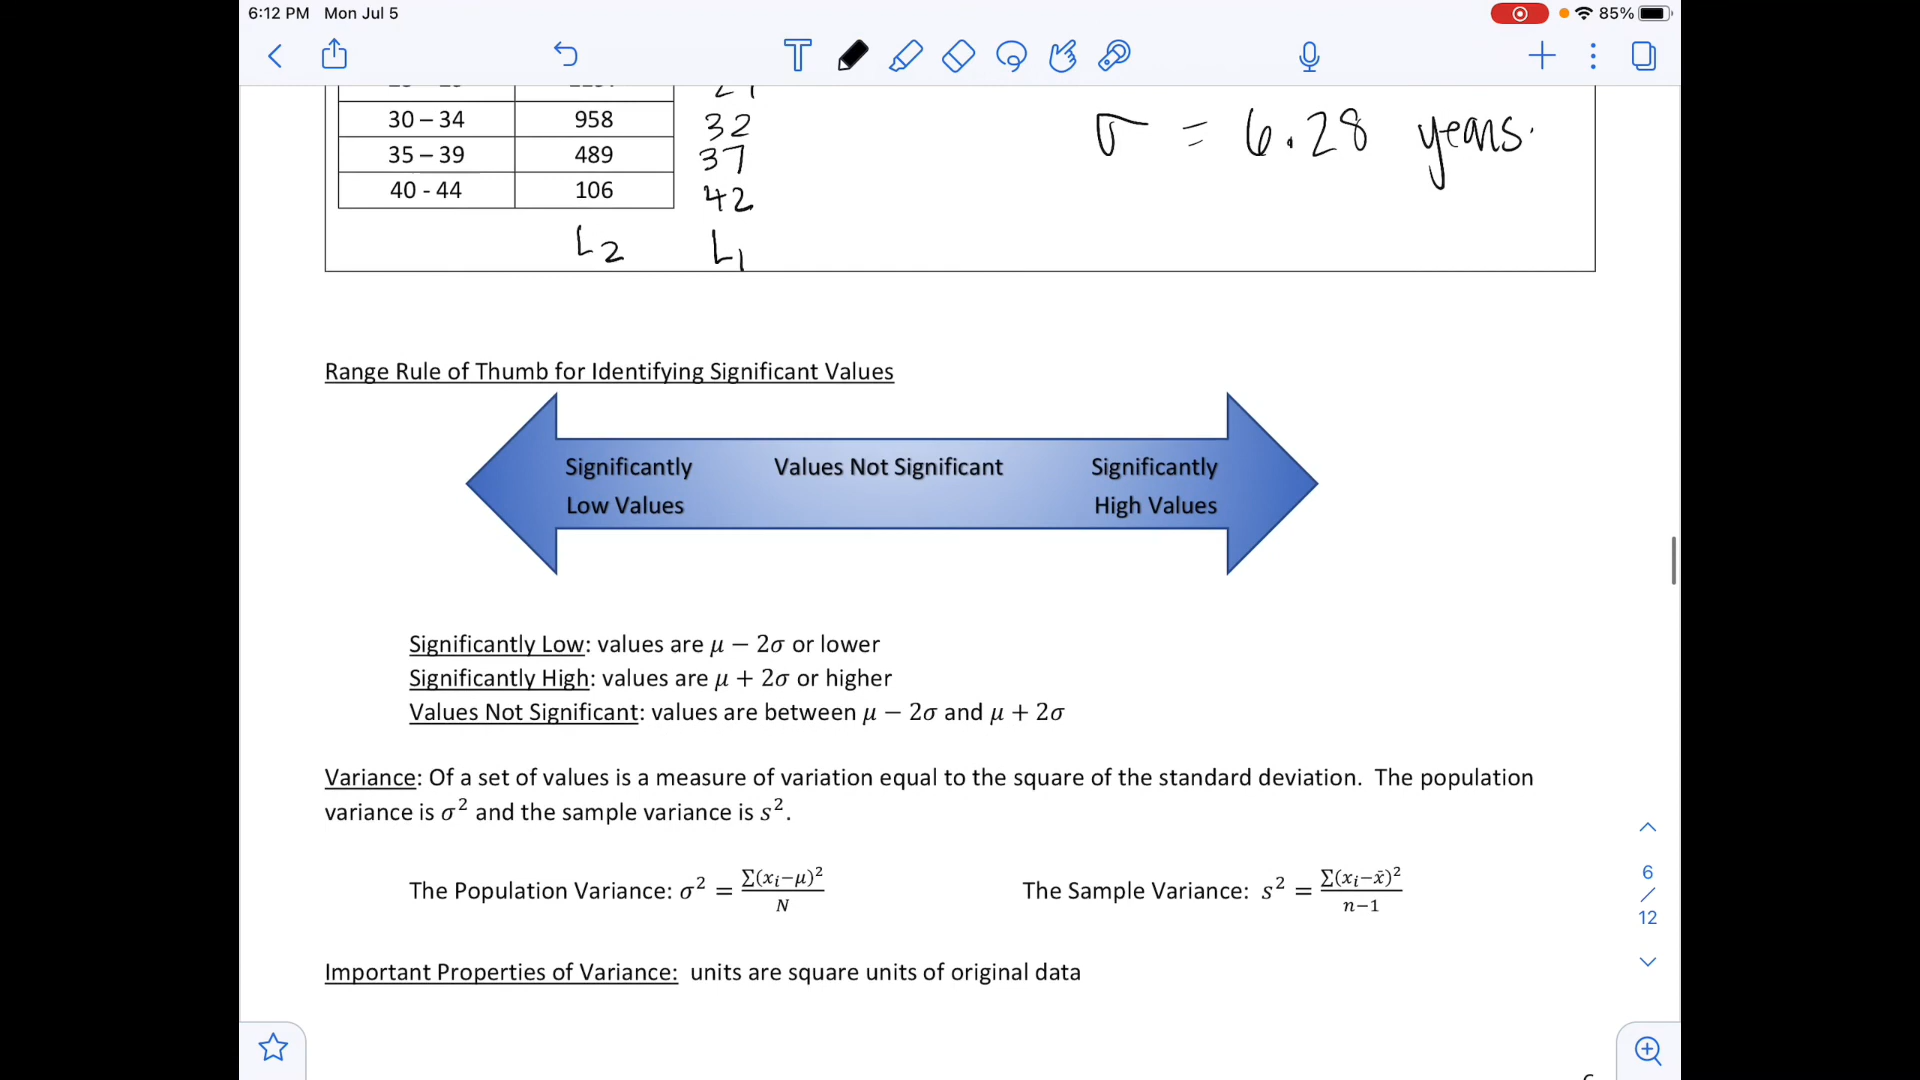 6:12 PM Mon Jul 5
85%
30 – 34 958 32
σ = 6.28 years.
35 – 39 489 37
40 - 44 106 42
L2 L1
Range Rule of Thumb for Identifying Significant Values
Significantly Low Values
Values Not Significant
Significantly High Values
Significantly Low: values are μ − 2σ or lower
Significantly High: values are μ + 2σ or higher
Values Not Significant: values are between μ − 2σ and μ + 2σ
Variance: Of a set of values is a measure of variation equal to the square of the standard deviation. The population
variance is σ² and the sample variance is s².
The Population Variance: σ² = Σ(xᵢ−μ)²/N
The Sample Variance: s² = Σ(xᵢ−x̄)²/n−1
Important Properties of Variance: units are square units of original data
6
/
12